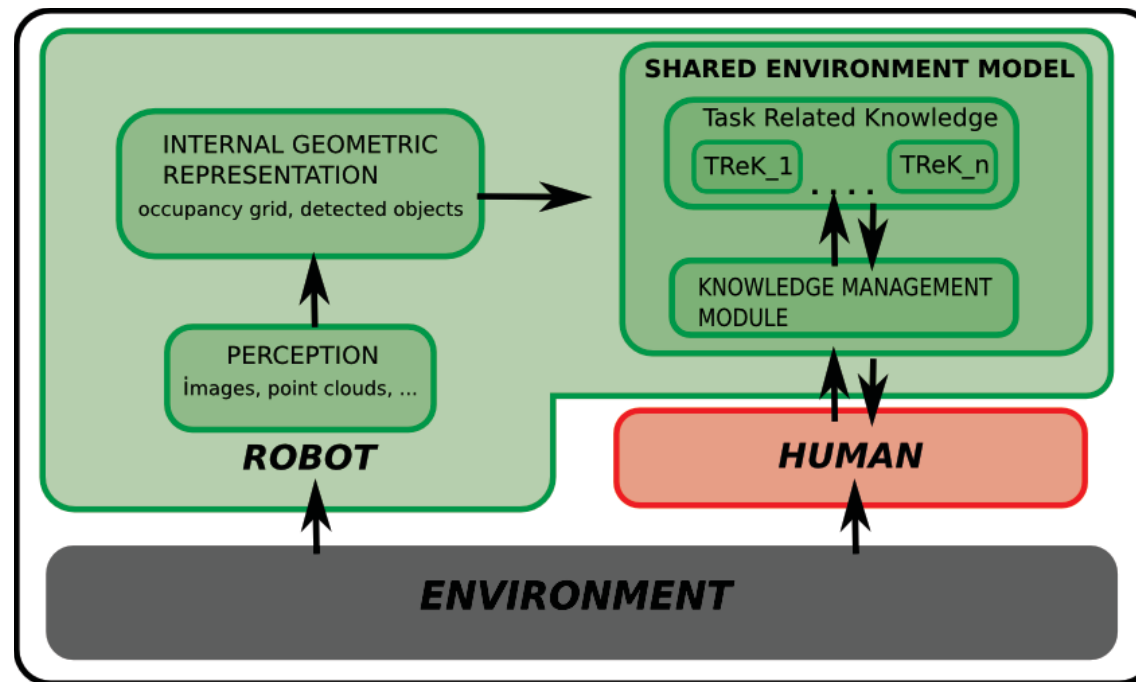 SHARED ENVIRONMENT MODEL
Task Related Knowledge
TReK_1
. . . .
TReK_n
INTERNAL GEOMETRIC
REPRESENTATION
occupancy grid, detected objects
KNOWLEDGE MANAGEMENT
MODULE
PERCEPTION
images, point clouds, ...
ROBOT
HUMAN
ENVIRONMENT